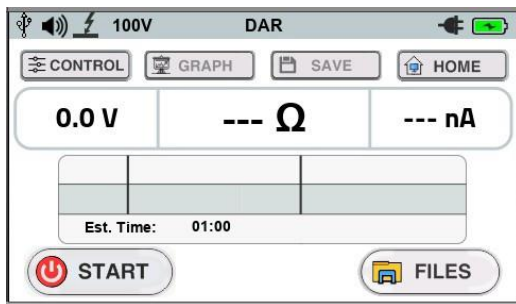 100V DAR
CONTROL GRAPH SAVE HOME
0.0 V --- Ω --- nA
Est. Time: 01:00
START FILES